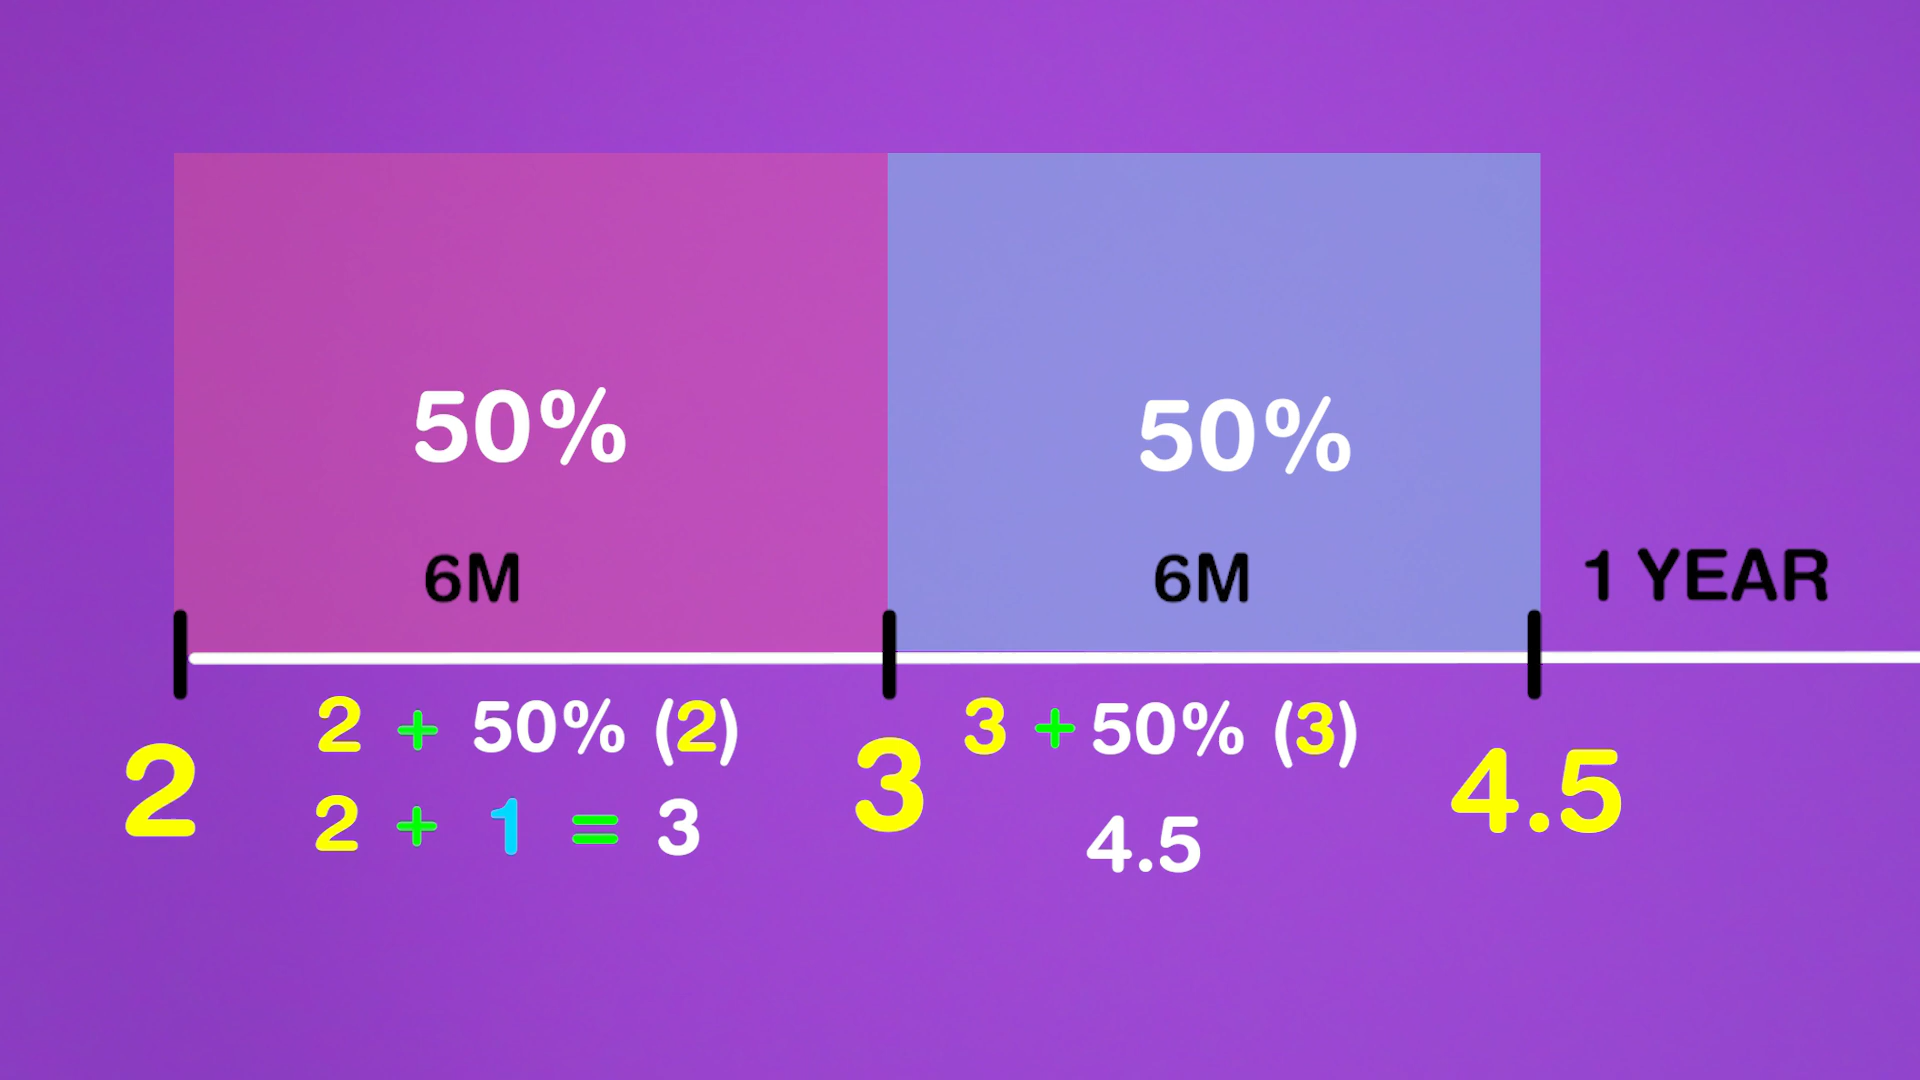 50% 50%
6M 6M 1 YEAR
2 + 50% (2) 3 + 50% (3)
2 3 4.5
2 + 1 = 3 4.5